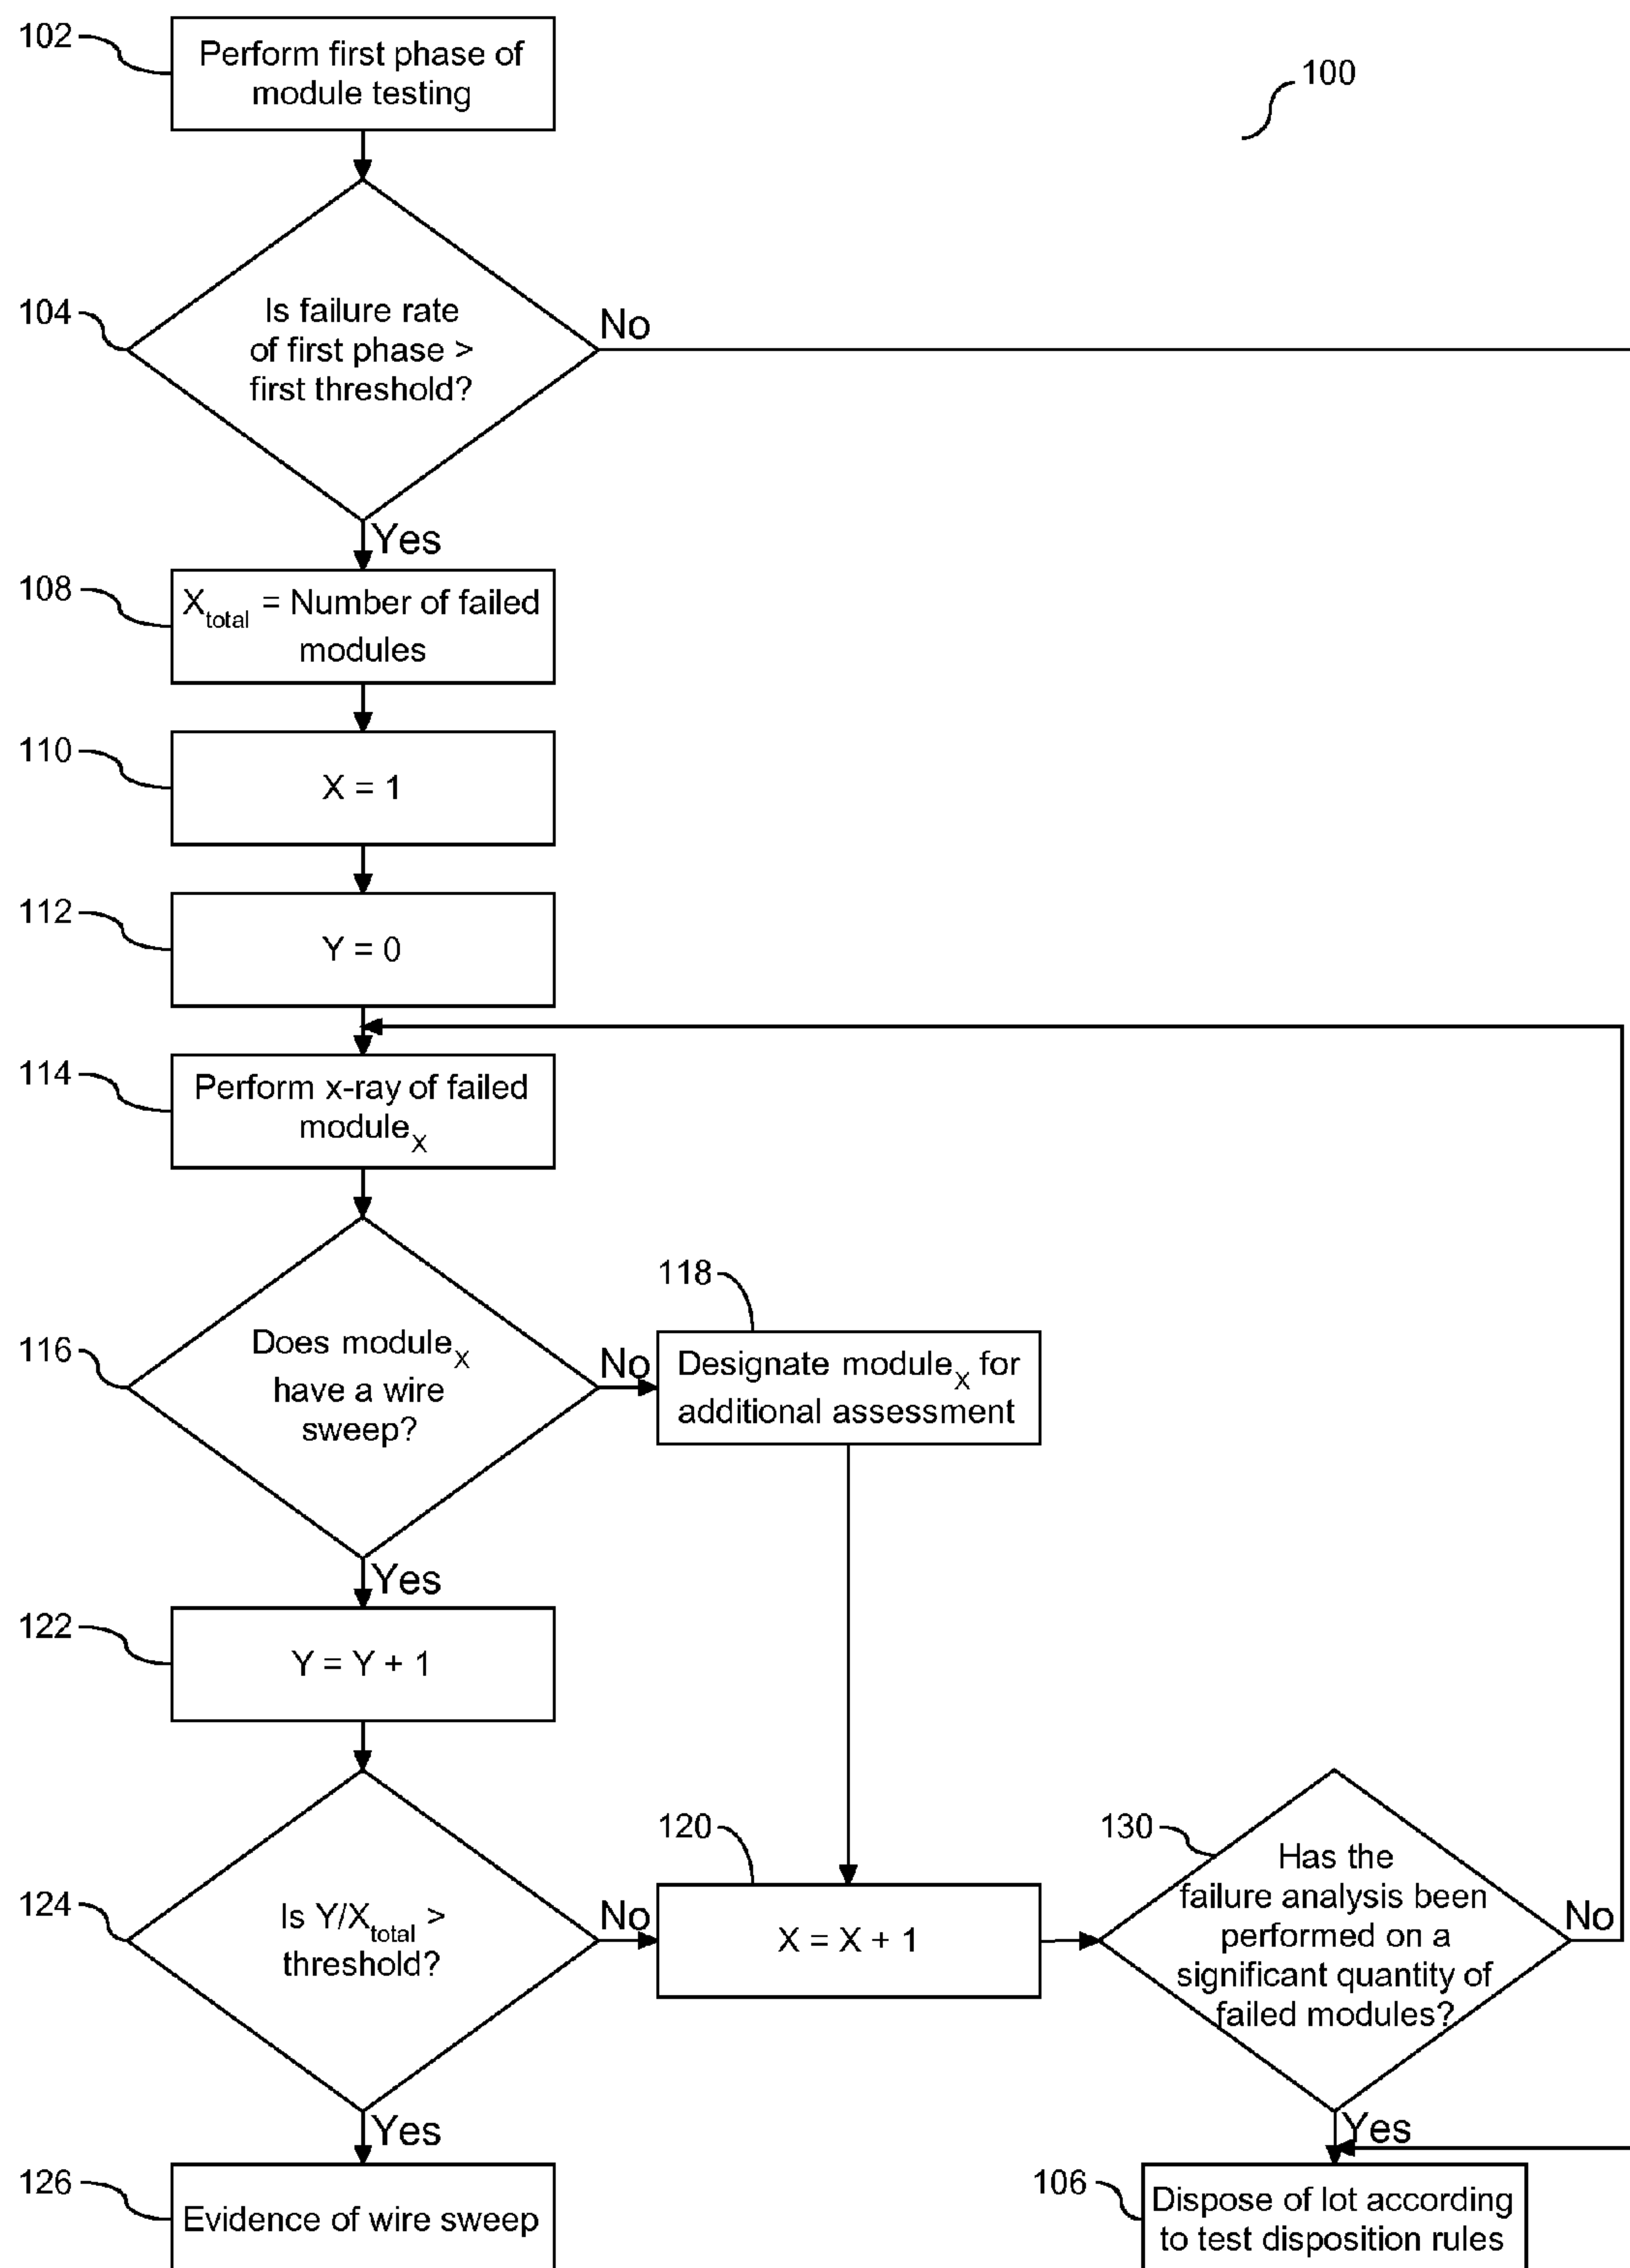 102
Perform first phase of
module testing
100
104
Is failure rate
of first phase >
first threshold?
No
Yes
108
Xtotal = Number of failed
modules
110
X = 1
112
Y = 0
114
Perform x-ray of failed
moduleX
116
Does moduleX
have a wire
sweep?
No
118
Designate moduleX for
additional assessment
Yes
122
Y = Y + 1
124
Is Y/Xtotal >
threshold?
No
120
X = X + 1
130
Has the
failure analysis been
performed on a
significant quantity of
failed modules?
No
Yes
Yes
126
Evidence of wire sweep
106
Dispose of lot according
to test disposition rules